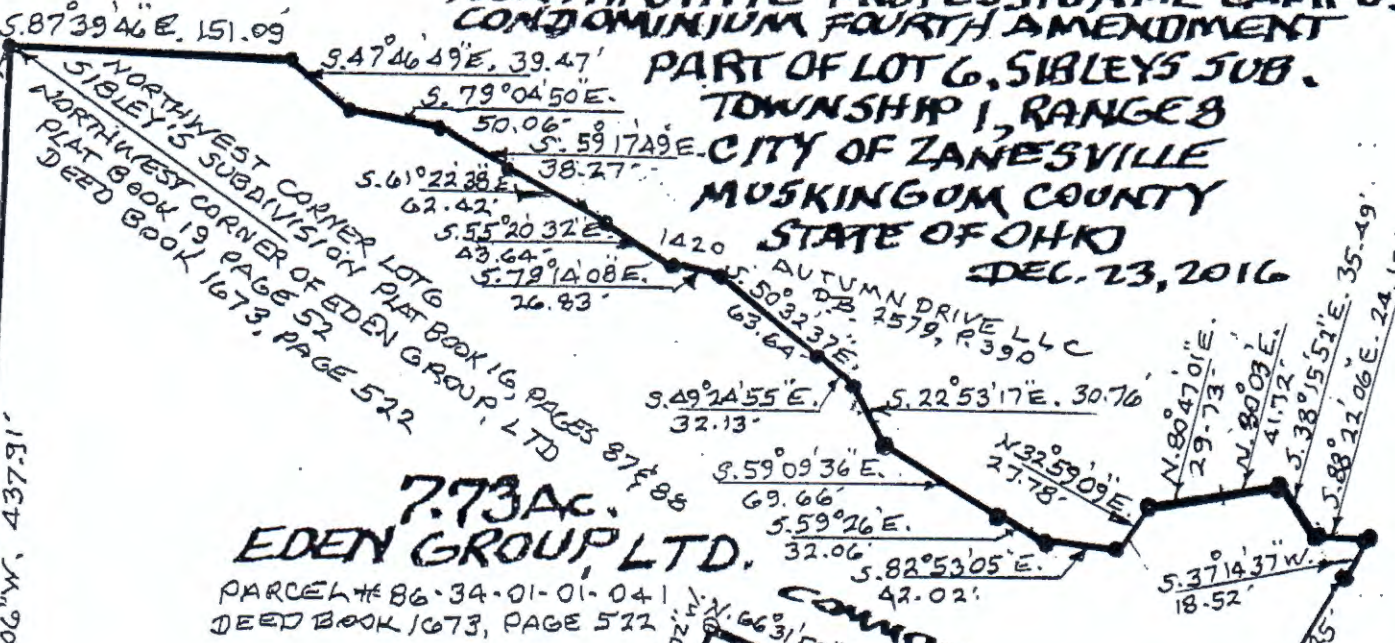 CONDOMINIUM FOURTH AMENDMENT
PART OF LOT 6, SIBLEYS SUB.
TOWNSHIP 1, RANGE 8
CITY OF ZANESVILLE
MUSKINGUM COUNTY
STATE OF OHIO
DEC. 23, 2016
S.87°39'46"E. 151.09'
S.47°46'49"E. 39.47'
S.79°04'50"E.
50.06'
S.59°17'49"E.
38.27'
S.61°22'38"E.
62.42'
S.55°20'32"E.
43.64'
S.79°14'08"E.
26.83'
1420
AUTUMN DRIVE LLC
D.B. 2579, P.390
S.50°32'37"E.
63.64'
S.49°24'55"E.
32.13'
S.22°53'17"E. 30.76'
S.59°09'36"E.
69.66'
S.59°26'E.
32.06'
S.82°53'05"E.
42.02'
N.32°59'09"E.
27.78'
N.80°47'01"E.
29.73'
N.80°03'E.
41.72'
S.38°15'52"E. 35.49'
S.88°22'06"E. 24.
S.37°14'37"W.
18.52'
NORTHWEST CORNER LOT 6
SIBLEY'S SUBDIVISION PLAT BOOK 16, PAGES 87 & 88
NORTHWEST CORNER OF EDEN GROUP, LTD
PLAT BOOK 19, PAGE 52
DEED BOOK 1673, PAGE 522
06"W. 437.91'
7.73 Ac.
EDEN GROUP, LTD.
PARCEL # 86-34-01-01-041
DEED BOOK 1673, PAGE 522
N.66°31'